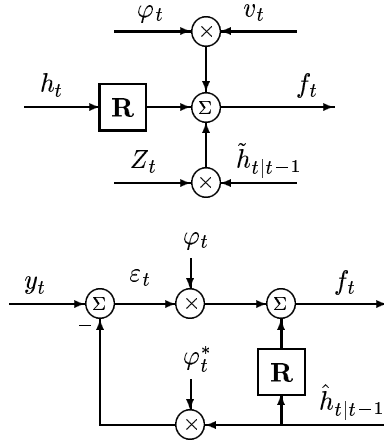 φ_t × v_t
h_t R Σ f_t
Z_t × h̃_{t|t−1}
φ_t
y_t Σ ε_t × Σ f_t
−
φ_t^* R
× ĥ_{t|t−1}